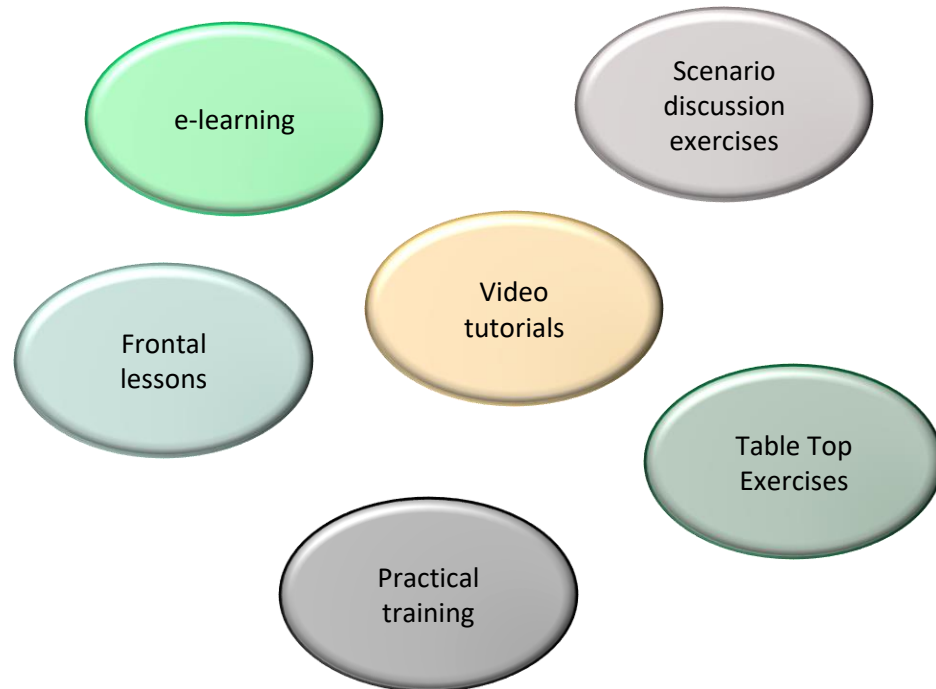 e-learning
Scenario
discussion
exercises
Video
tutorials
Frontal
lessons
Table Top
Exercises
Practical
training